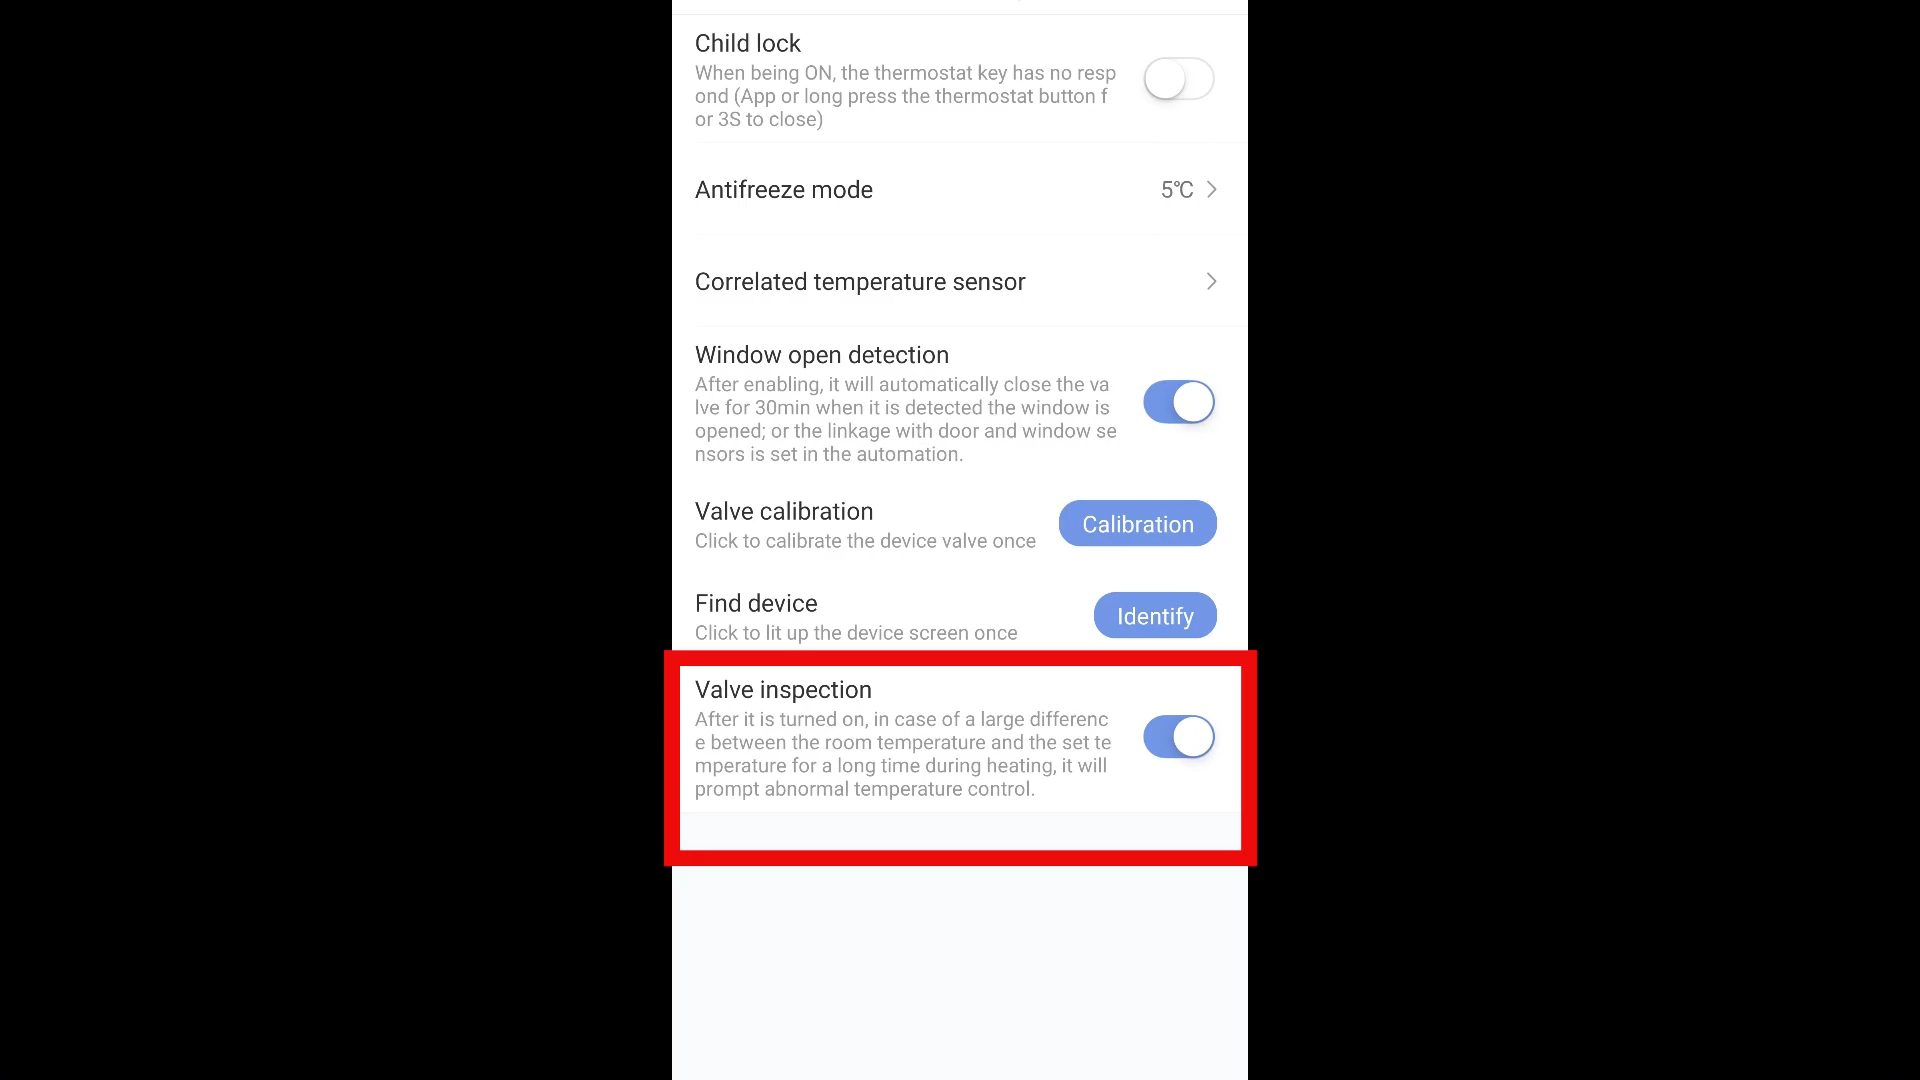 Child lock
When being ON, the thermostat key has no resp
ond (App or long press the thermostat button f
or 3S to close)
Antifreeze mode 5℃
Correlated temperature sensor
Window open detection
After enabling, it will automatically close the va
lve for 30min when it is detected the window is
opened; or the linkage with door and window se
nsors is set in the automation.
Valve calibration
Click to calibrate the device valve once
Calibration
Find device
Click to lit up the device screen once
Identify
Valve inspection
After it is turned on, in case of a large differenc
e between the room temperature and the set te
mperature for a long time during heating, it will
prompt abnormal temperature control.